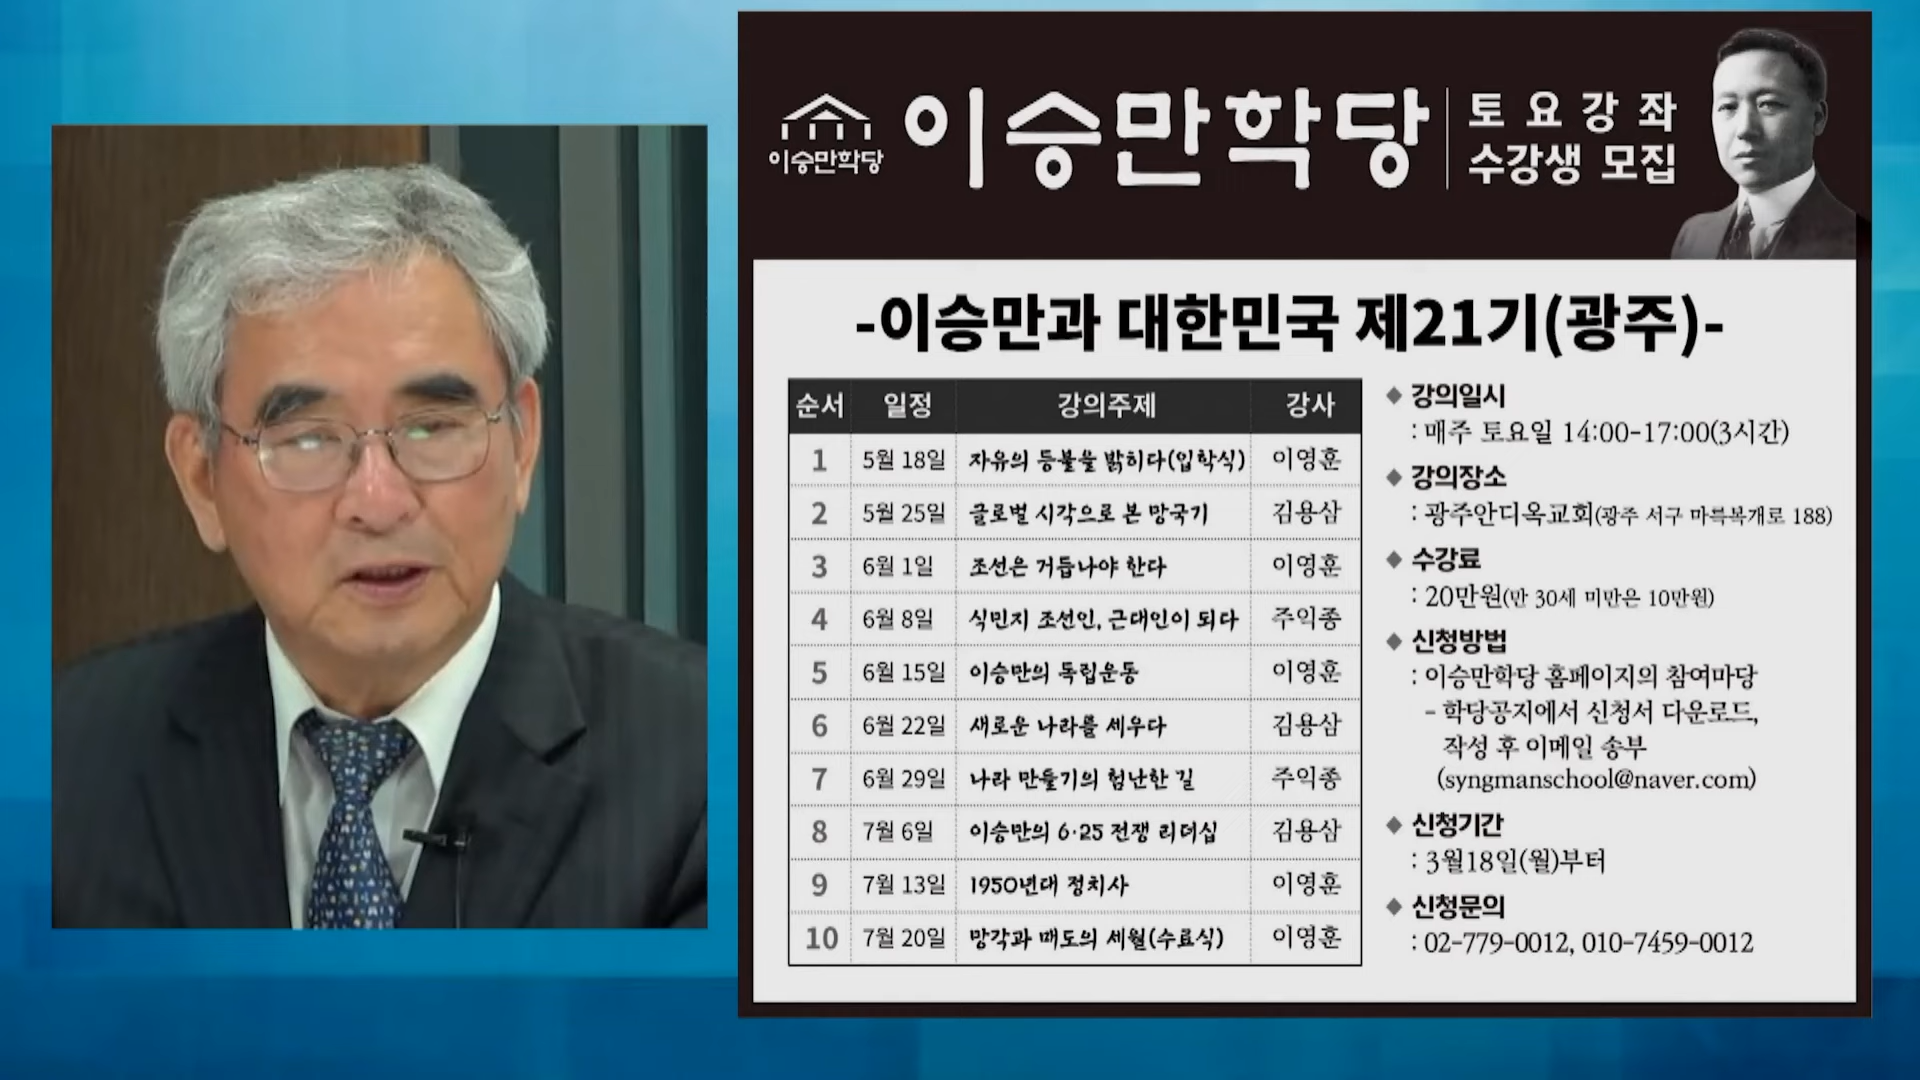 이승만학당
이승만학당
토요강좌
수강생 모집
-이승만과 대한민국 제21기(광주)-
순서 일정 강의주제 강사
1 5월 18일 자유의 등불을 밝히다(입학식) 이영훈
2 5월 25일 글로벌 시각으로 본 망국기 김용삼
3 6월 1일 조선은 거듭나야 한다 이영훈
4 6월 8일 식민지 조선인, 근대인이 되다 주익종
5 6월 15일 이승만의 독립운동 이영훈
6 6월 22일 새로운 나라를 세우다 김용삼
7 6월 29일 나라 만들기의 험난한 길 주익종
8 7월 6일 이승만의 6·25 전쟁 리더십 김용삼
9 7월 13일 1950년대 정치사 이영훈
10 7월 20일 망각과 매도의 세월(수료식) 이영훈
◆ 강의일시
: 매주 토요일 14:00-17:00(3시간)
◆ 강의장소
: 광주안디옥교회(광주 서구 마륵복개로 188)
◆ 수강료
: 20만원(만 30세 미만은 10만원)
◆ 신청방법
: 이승만학당 홈페이지의 참여마당
- 학당공지에서 신청서 다운로드,
작성 후 이메일 송부
(syngmanschool@naver.com)
◆ 신청기간
: 3월18일(월)부터
◆ 신청문의
: 02-779-0012, 010-7459-0012